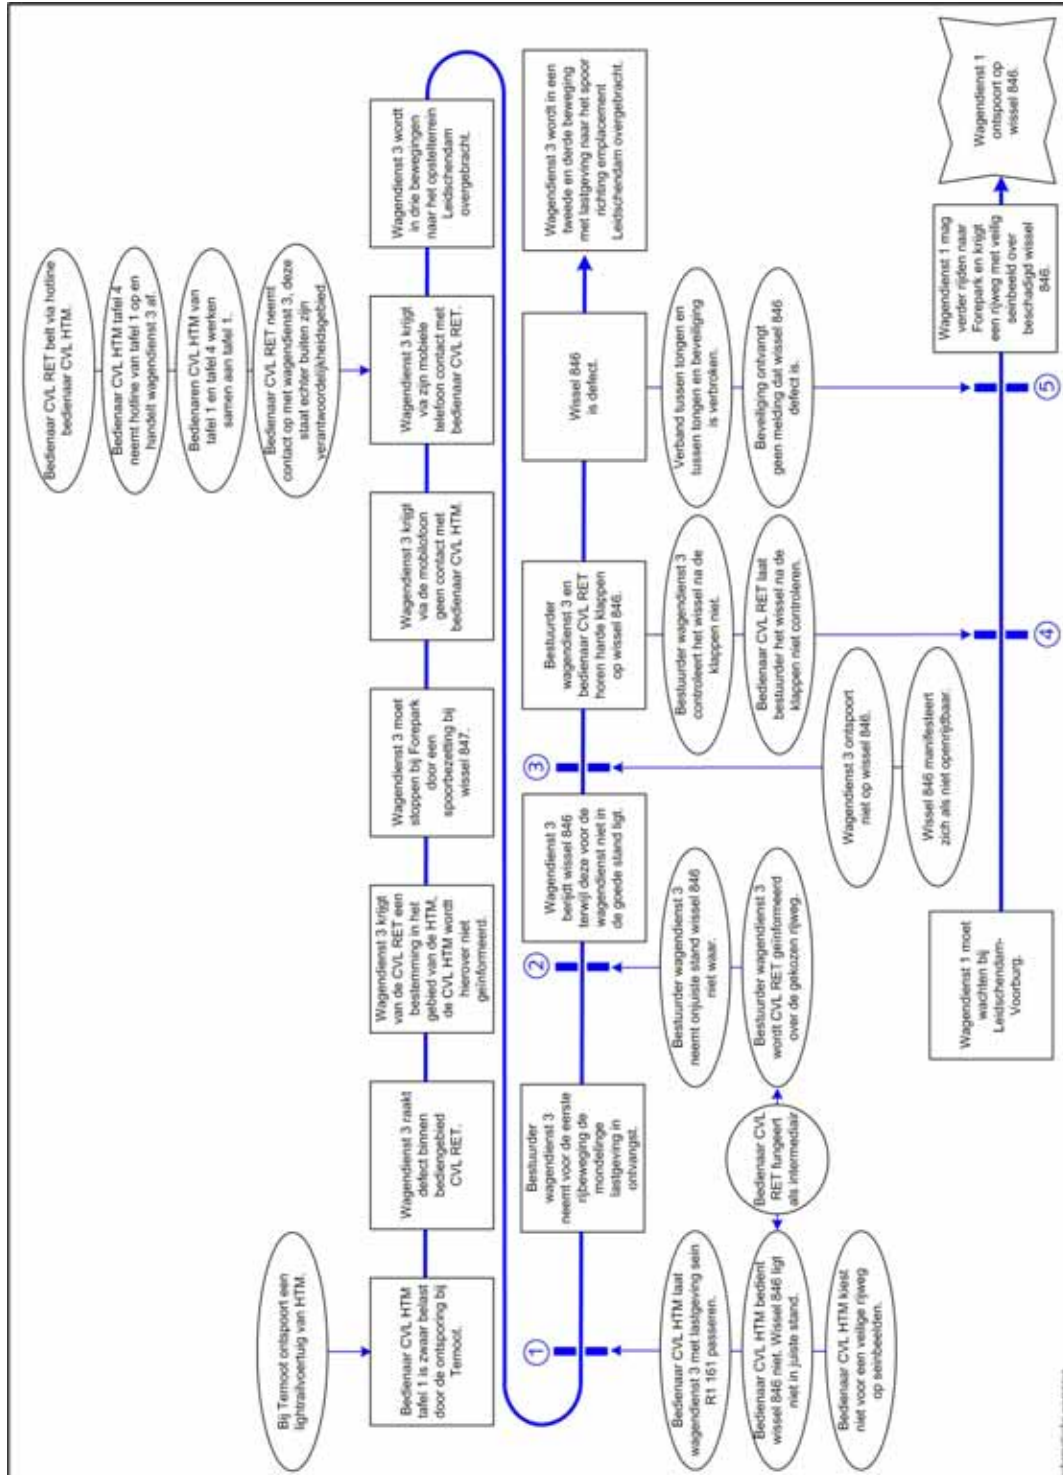 Bij Ternoot ontspoort een
lightrailvoertuig van HTM.
Bedienaar CVL HTM
tafel 1 is zwaar belast
door de ontsporing bij
Ternoot.
Wagendienst 3 raakt
defect binnen
bediengebied
CVL RET.
Wagendienst 3 krijgt
van de CVL RET een
bestemming in het
gebied van de HTM,
de CVL HTM wordt
hierover niet
geïnformeerd.
Wagendienst 3 moet
stoppen bij Forepark
door een
spoorbezetting bij
wissel 847.
Wagendienst 3 krijgt
via de mobilofoon
geen contact met
bedienaar CVL HTM.
Bedienaar CVL RET belt via hotline
bedienaar CVL HTM.
Bedienaar CVL HTM tafel 4
neemt hotline van tafel 1 op en
handelt wagendienst 3 af.
Bedienaren CVL HTM van
tafel 1 en tafel 4 werken
samen aan tafel 1.
Bedienaar CVL RET neemt
contact op met wagendienst 3, deze
staat echter buiten zijn
verantwoordelijkheidsgebied.
Wagendienst 3 krijgt
via zijn mobiele
telefoon contact met
bedienaar CVL RET.
Wagendienst 3 wordt
in drie bewegingen
naar het opstelterrein
Leidschendam
overgebracht.
1
Bedienaar CVL HTM laat
wagendienst 3 met lastgeving sein
R1 161 passeren.
Bedienaar CVL HTM bedient
wissel 846 niet. Wissel 846 ligt
niet in juiste stand.
Bedienaar CVL HTM kiest
niet voor een veilige rijweg
op seinbeelden.
Bedienaar CVL
RET fungeert
als intermediair
Bestuurder
wagendienst 3
neemt voor de eerste
rijbeweging de
mondelinge
lastgeving in
ontvangst.
2
Bestuurder wagendienst 3
neemt onjuiste stand wissel 846
niet waar.
Bestuurder wagendienst 3
wordt CVL RET geïnformeerd
over de gekozen rijweg.
Wagendienst 3
berijdt wissel 846
terwijl deze voor de
wagendienst niet in
de goede stand ligt.
3
Wagendienst 3 ontspoort
niet op wissel 846.
Wissel 846 manifesteert
zich als niet openrijdbaar.
Bestuurder
wagendienst 3 en
bedienaar CVL RET
horen harde klappen
op wissel 846.
Bestuurder wagendienst 3
controleert het wissel na de
klappen niet.
Bedienaar CVL RET laat
bestuurder het wissel na de
klappen niet controleren.
4
Wissel 846
is defect.
Verband tussen tongen en
tussen tongen en beveiliging
is verbroken.
Beveiliging ontvangt
geen melding dat wissel 846
defect is.
5
Wagendienst 3 wordt in een
tweede en derde beweging
met lastgeving naar het spoor
richting emplacement
Leidschendam overgebracht.
Wagendienst 1 moet
wachten bij
Leidschendam-
Voorburg.
Wagendienst 1 mag
verder rijden naar
Forepark en krijgt
een rijweg met veilig
seinbeeld over
beschadigd wissel
846.
Wagendienst 1
ontspoort op
wissel 846.